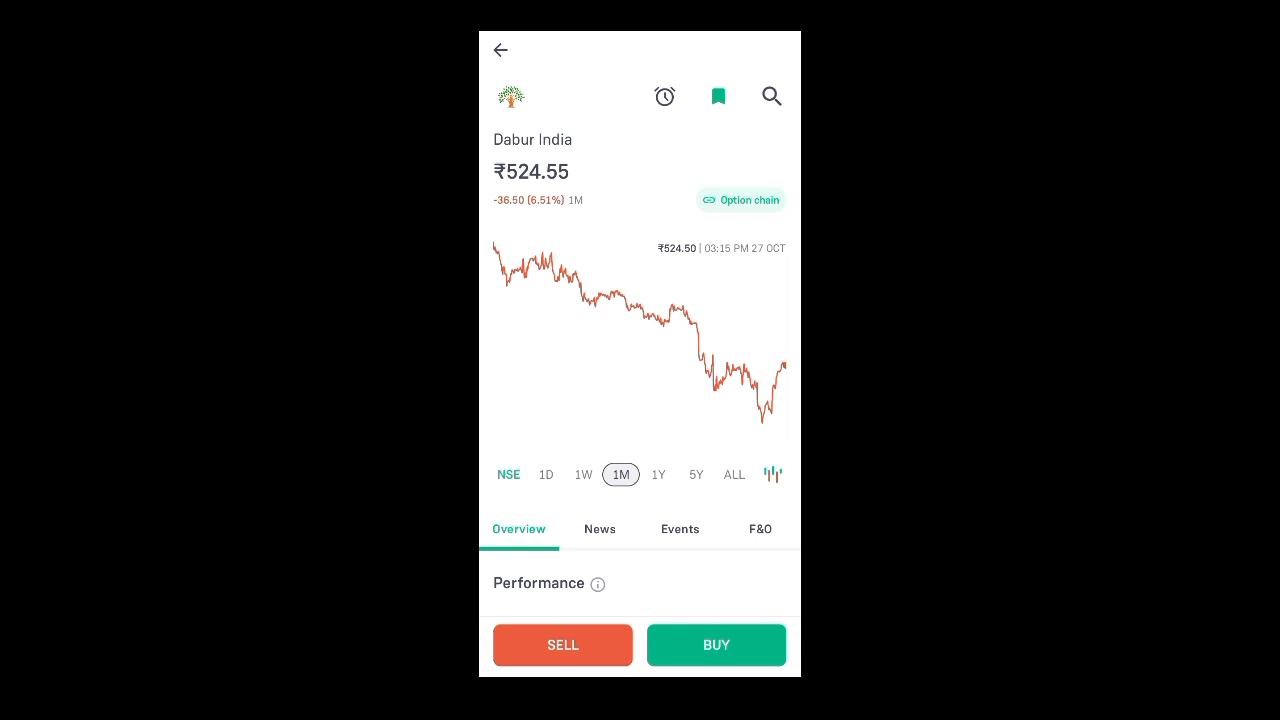 Dabur India
₹524.55
-36.50 (6.51%) 1M
Option chain
₹524.50 | 03:15 PM 27 OCT
NSE 1D 1W 1M 1Y 5Y ALL
Overview News Events F&O
Performance
SELL BUY